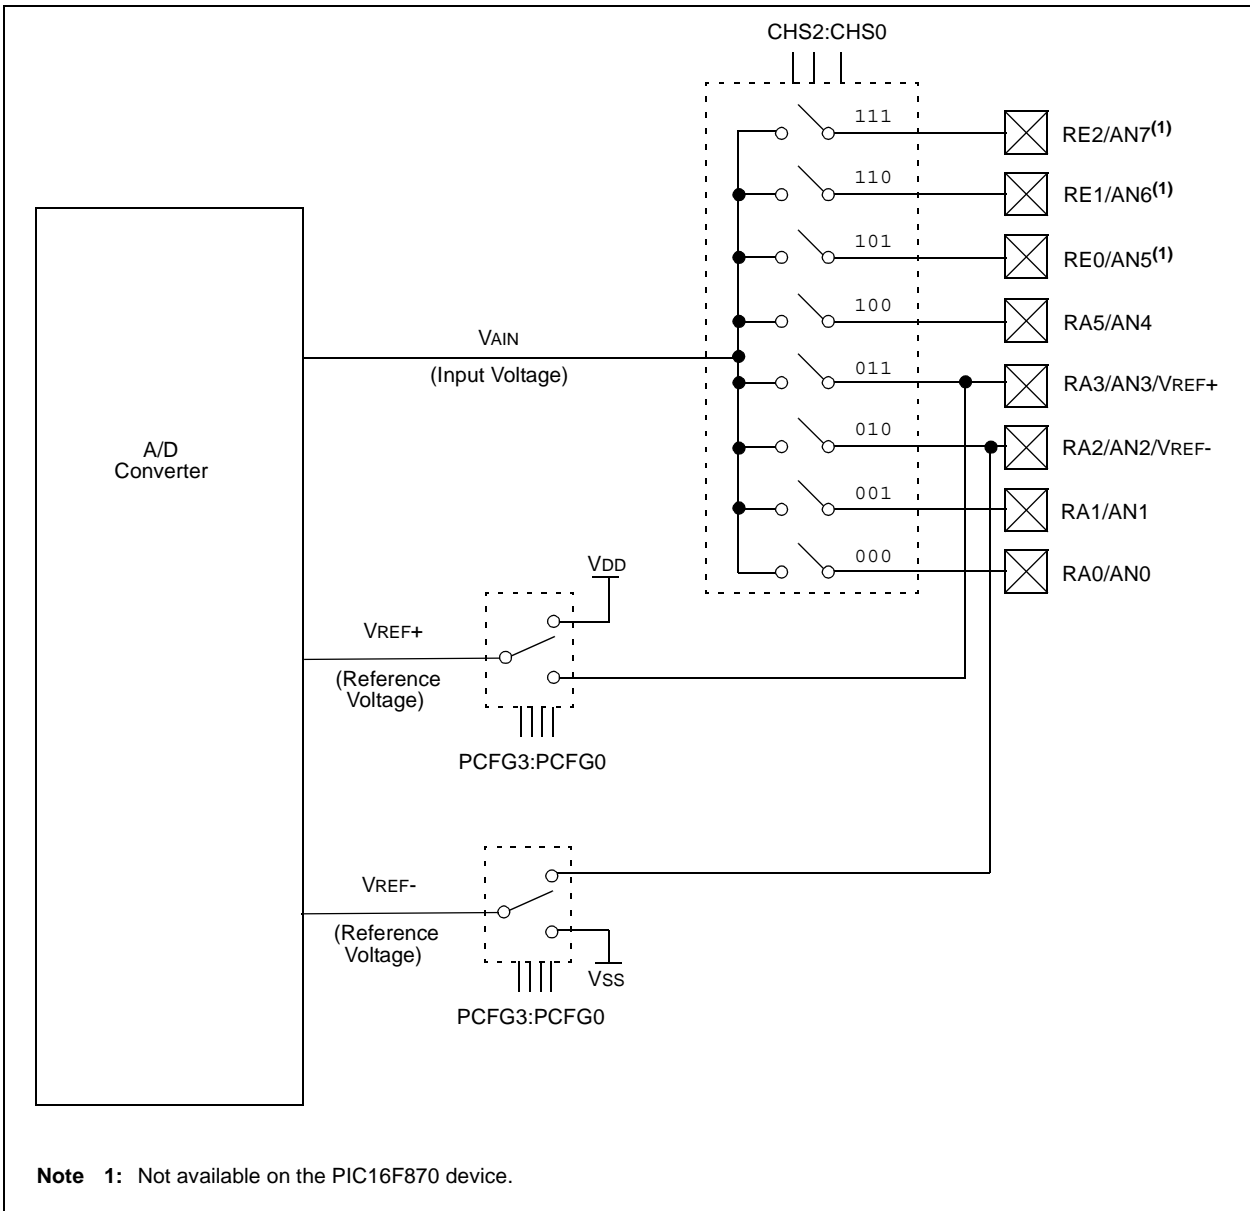 CHS2:CHS0
111
RE2/AN7(1)
110
RE1/AN6(1)
101
RE0/AN5(1)
100
RA5/AN4
VAIN
(Input Voltage)
011
RA3/AN3/VREF+
010
RA2/AN2/VREF-
A/D
Converter
001
RA1/AN1
000
RA0/AN0
VDD
VREF+
(Reference
Voltage)
PCFG3:PCFG0
VREF-
(Reference
Voltage)
VSS
PCFG3:PCFG0
Note 1: Not available on the PIC16F870 device.